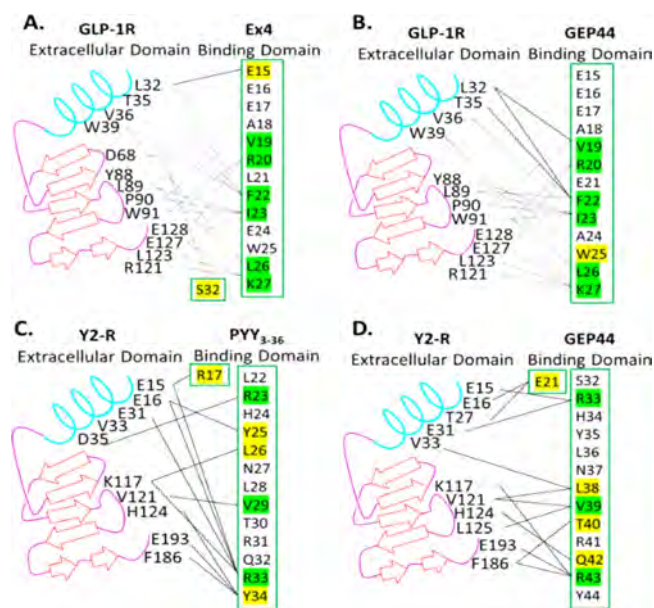 A.
GLP-1R
Ex4
Extracellular Domain
Binding Domain
L32
T35
V36
W39
D68
Y88
L89
P90
W91
E128
E127
L123
R121
E15
E16
E17
A18
V19
R20
L21
F22
I23
E24
W25
L26
K27
S32
B.
GLP-1R
GEP44
Extracellular Domain
Binding Domain
L32
T35
V36
W39
Y88
L89
P90
W91
E128
E127
L123
R121
E15
E16
E17
A18
V19
R20
E21
F22
I23
A24
W25
L26
K27
C.
Y2-R
PYY3-36
Extracellular Domain
Binding Domain
E15
E16
E31
V33
D35
K117
V121
H124
E193
F186
R17
L22
R23
H24
Y25
L26
N27
L28
V29
T30
R31
Q32
R33
Y34
D.
Y2-R
GEP44
Extracellular Domain
Binding Domain
E15
E16
T27
E31
V33
K117
V121
H124
L125
E193
F186
E21
S32
R33
H34
Y35
L36
N37
L38
V39
T40
R41
Q42
R43
Y44